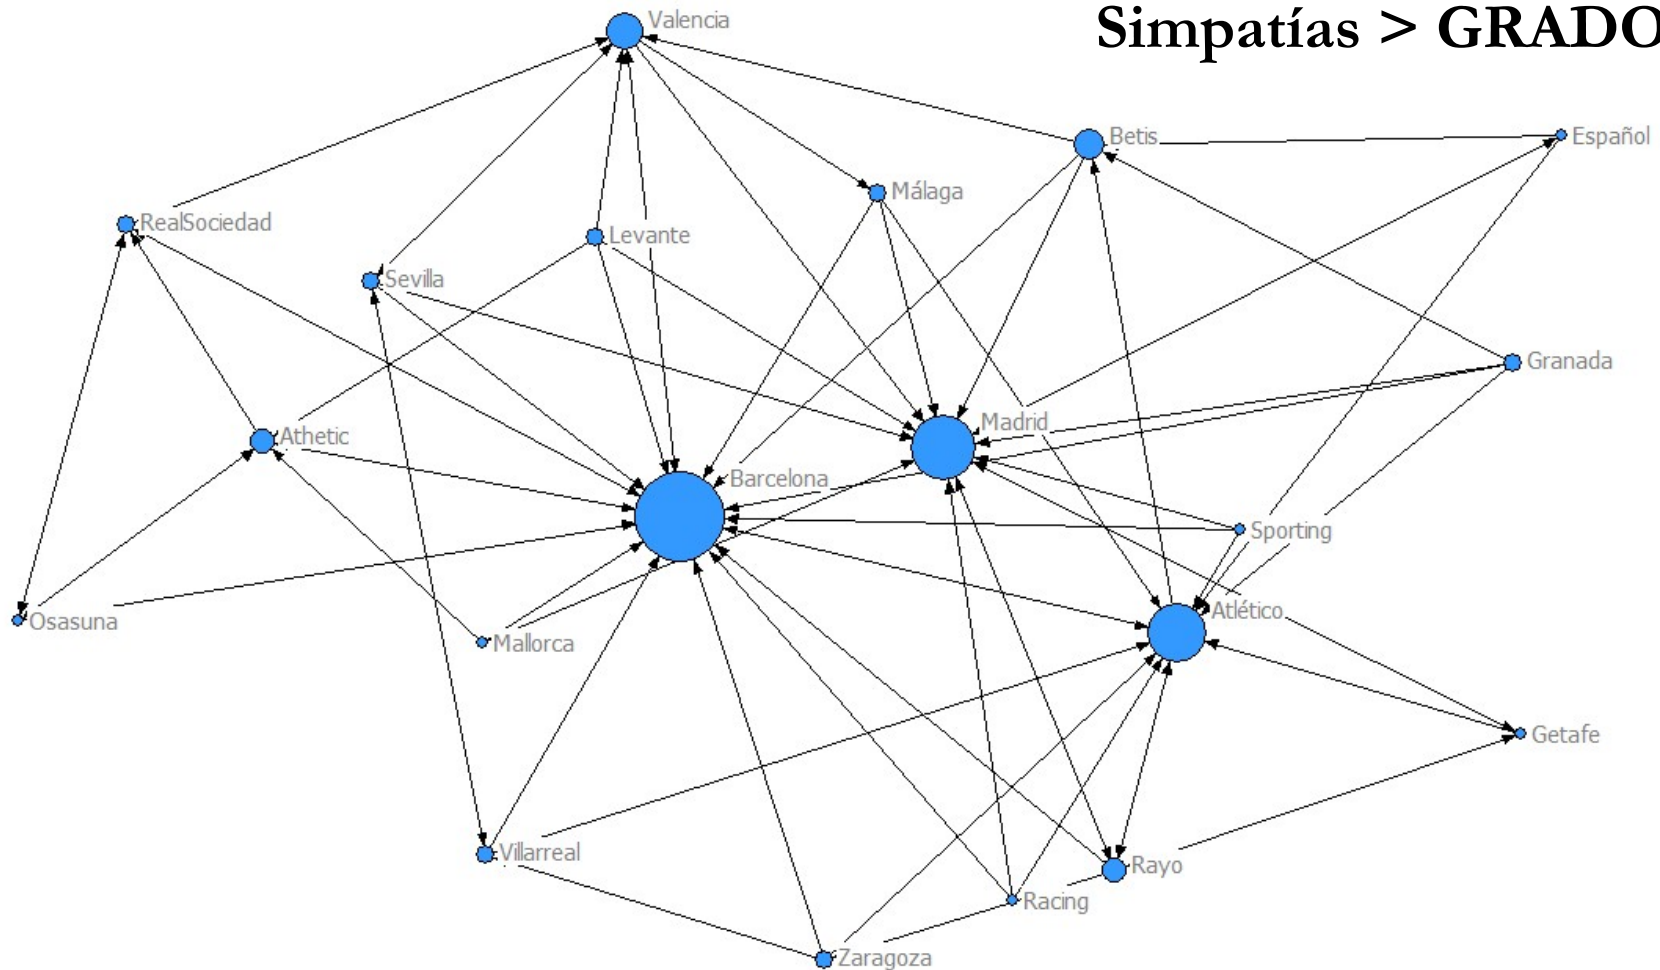 Simpatías > GRADO
Valencia
Betis
Español
Málaga
RealSociedad
Levante
Sevilla
Granada
Madrid
Athetic
Barcelona
Sporting
Atlético
Osasuna
Mallorca
Getafe
Villarreal
Rayo
Racing
Zaragoza